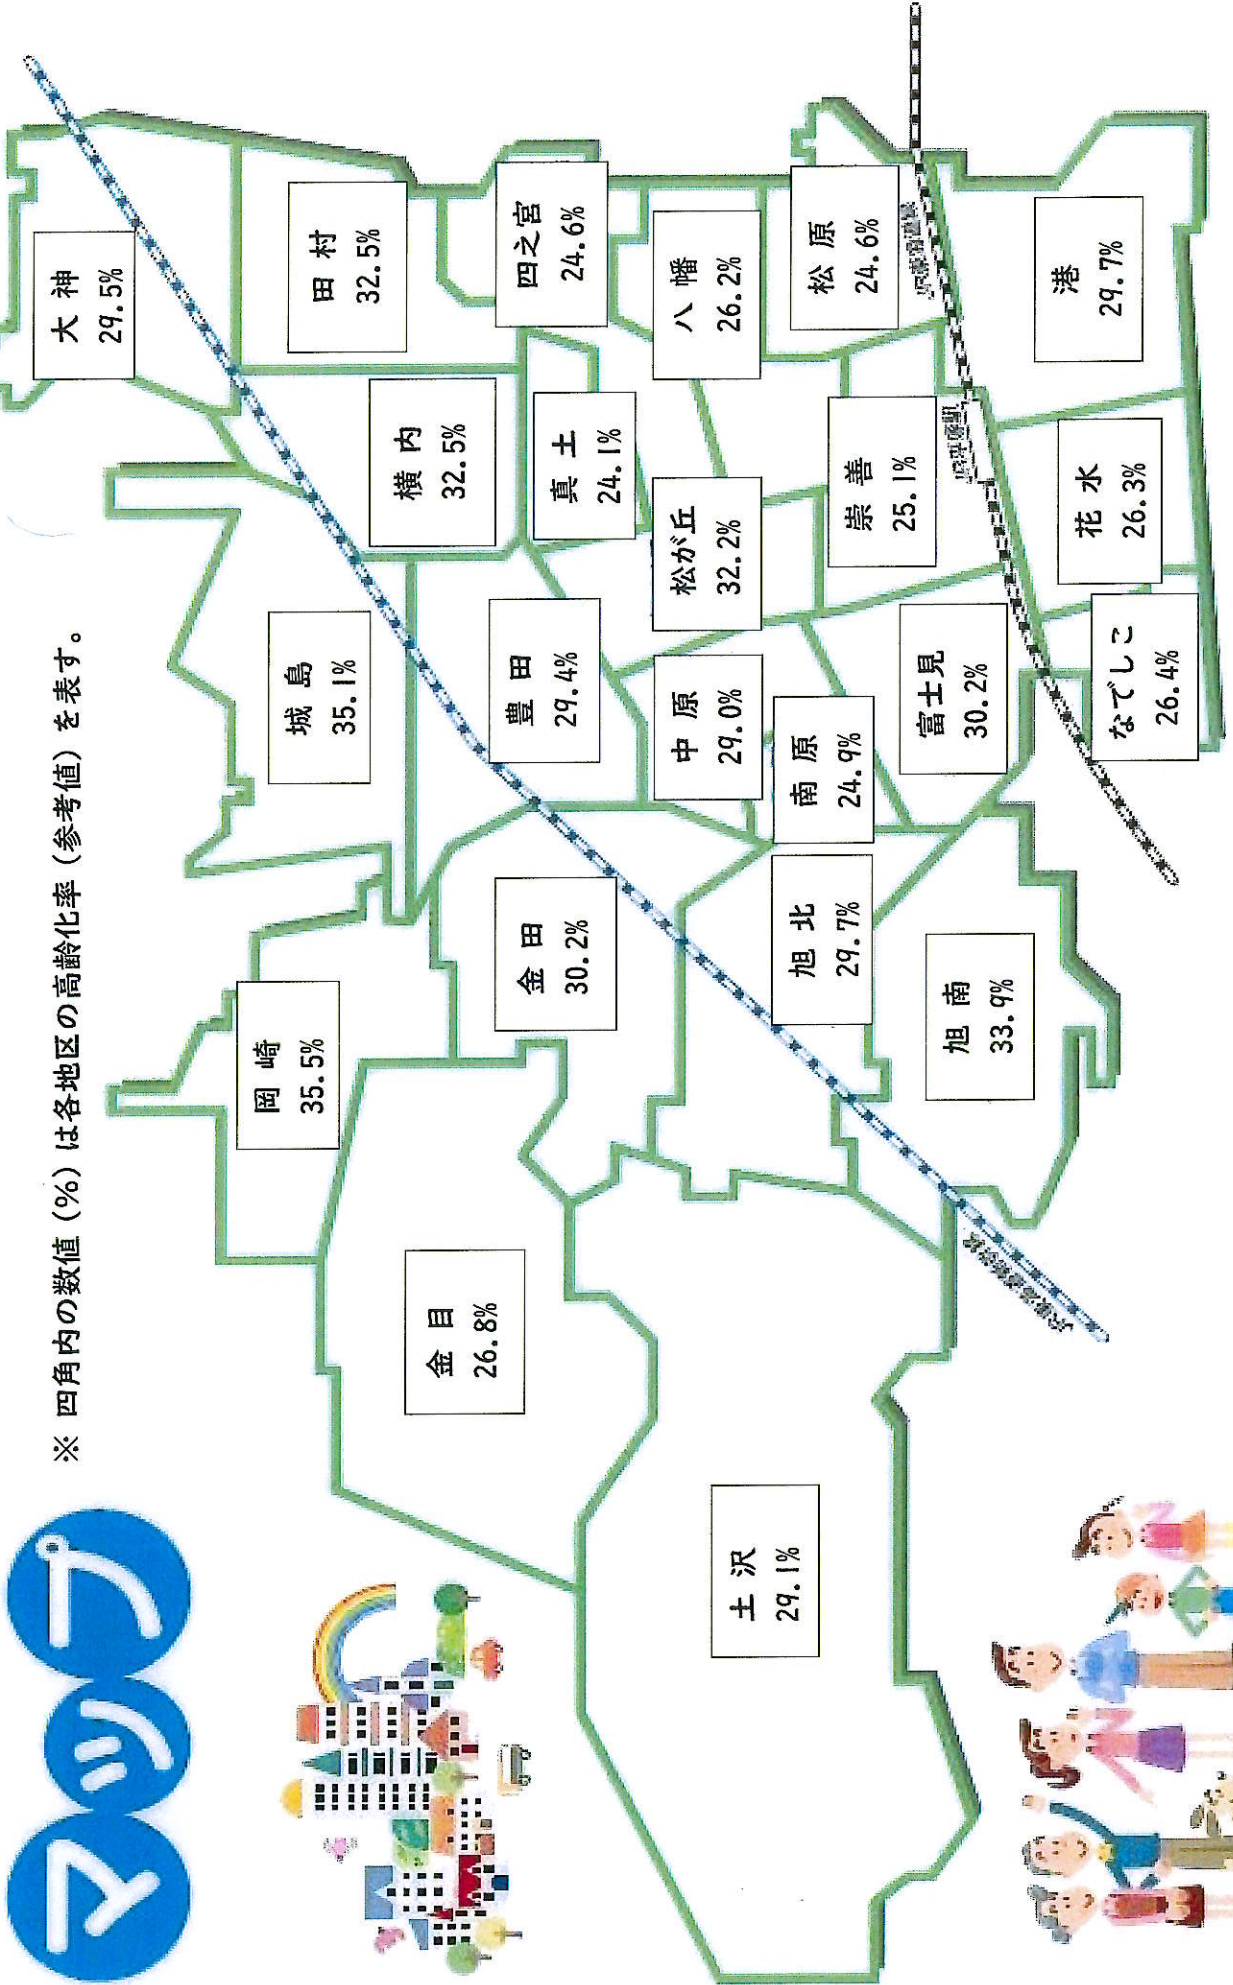 マップ
※ 四角内の数値（%）は各地区の高齢化率（参考値）を表す。
大 神
29.5%
田 村
32.5%
城 島
35.1%
岡 崎
35.5%
横 内
32.5%
四之宮
24.6%
真 土
24.1%
豊 田
29.4%
金 田
30.2%
金 目
26.8%
八 幡
26.2%
松が丘
32.2%
中 原
29.0%
松 原
24.6%
崇 善
25.1%
南 原
24.9%
旭 北
29.7%
富士見
30.2%
旭 南
33.9%
土 沢
29.1%
港
29.7%
花 水
26.3%
なでしこ
26.4%